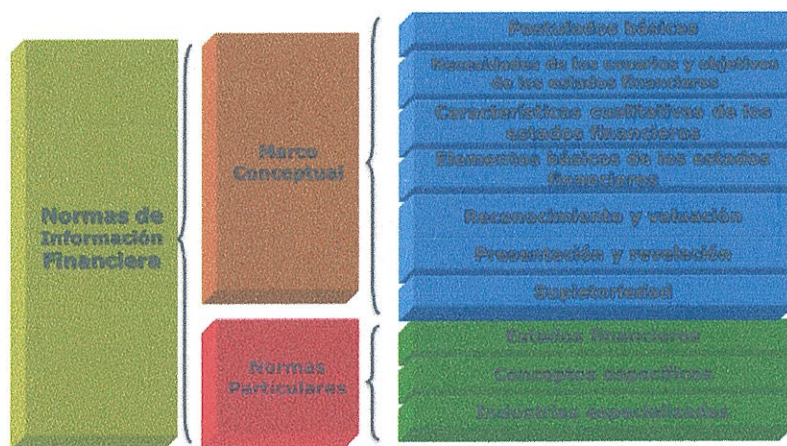 Normas de
Información
Financiera
Marco
Conceptual
Postulados básicos
Necesidades de los usuarios y objetivos
de los estados financieros
Características cualitativas de los
estados financieros
Elementos básicos de los estados
financieros
Reconocimiento y valuación
Presentación y revelación
Supletoriedad
Normas
Particulares
Estados financieros
Conceptos específicos
Industrias especializadas